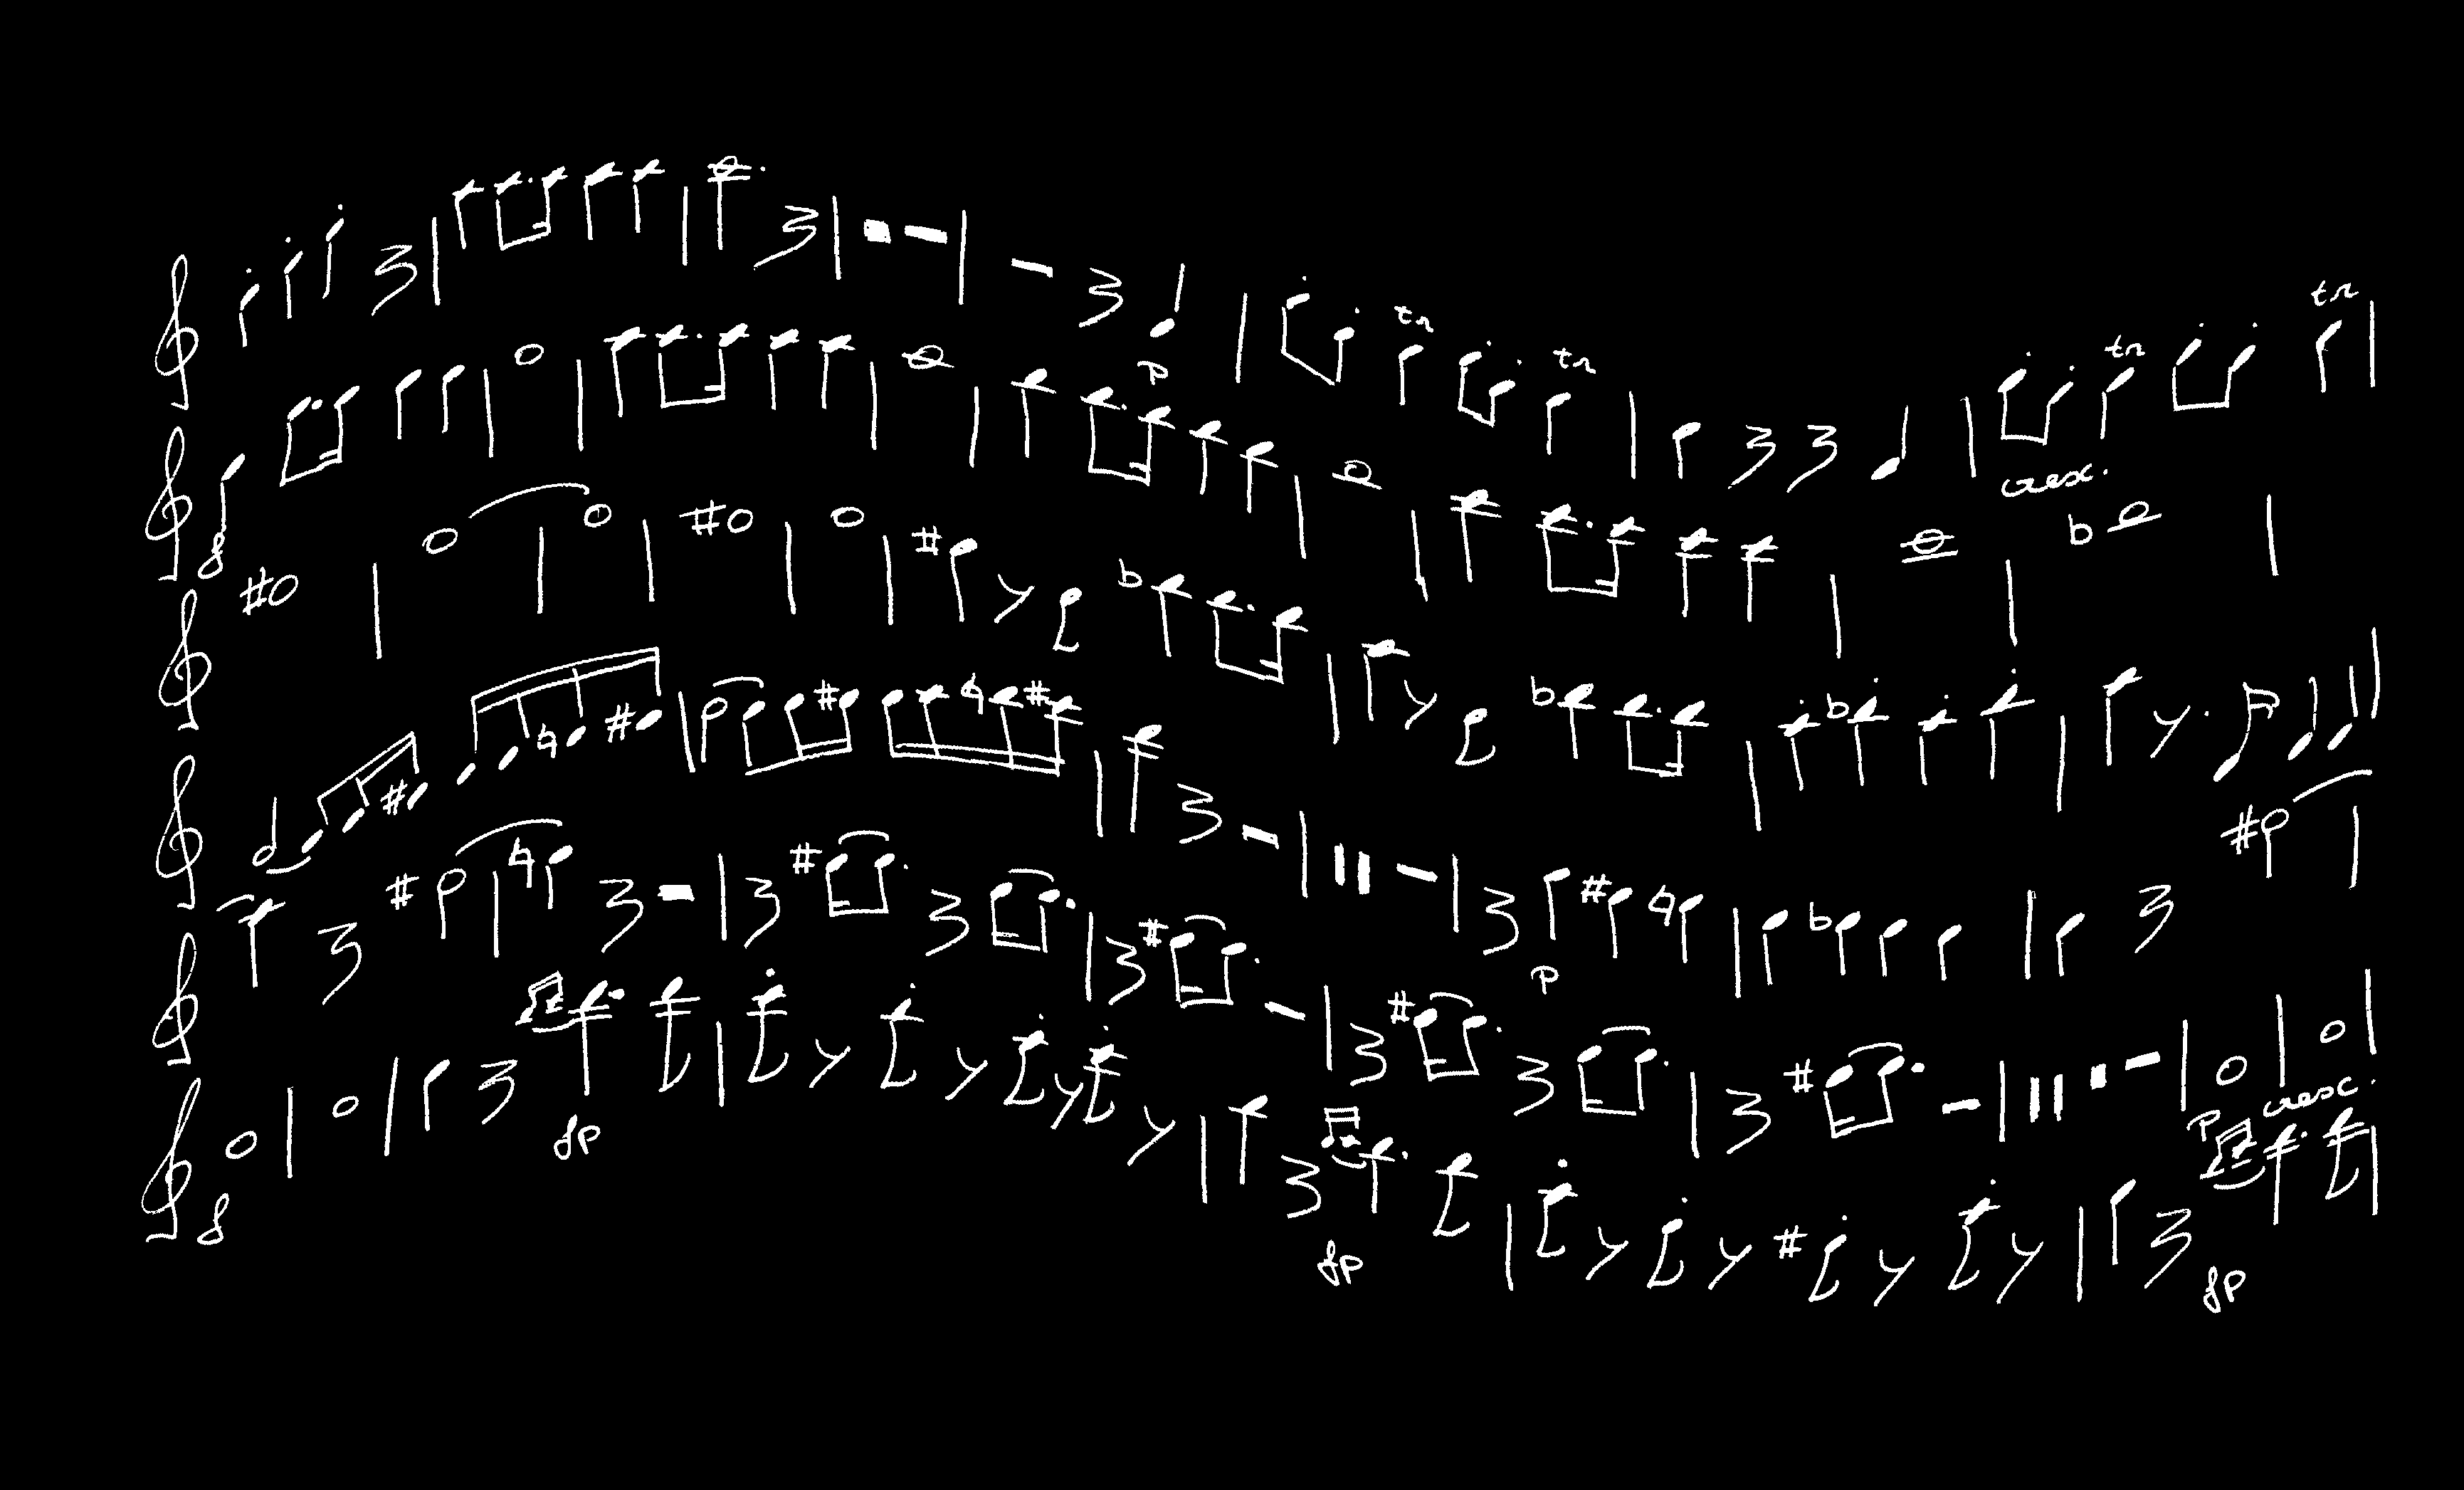 tr tr tr tr
p cresc.
f
p
fp p cresc.
f fp fp